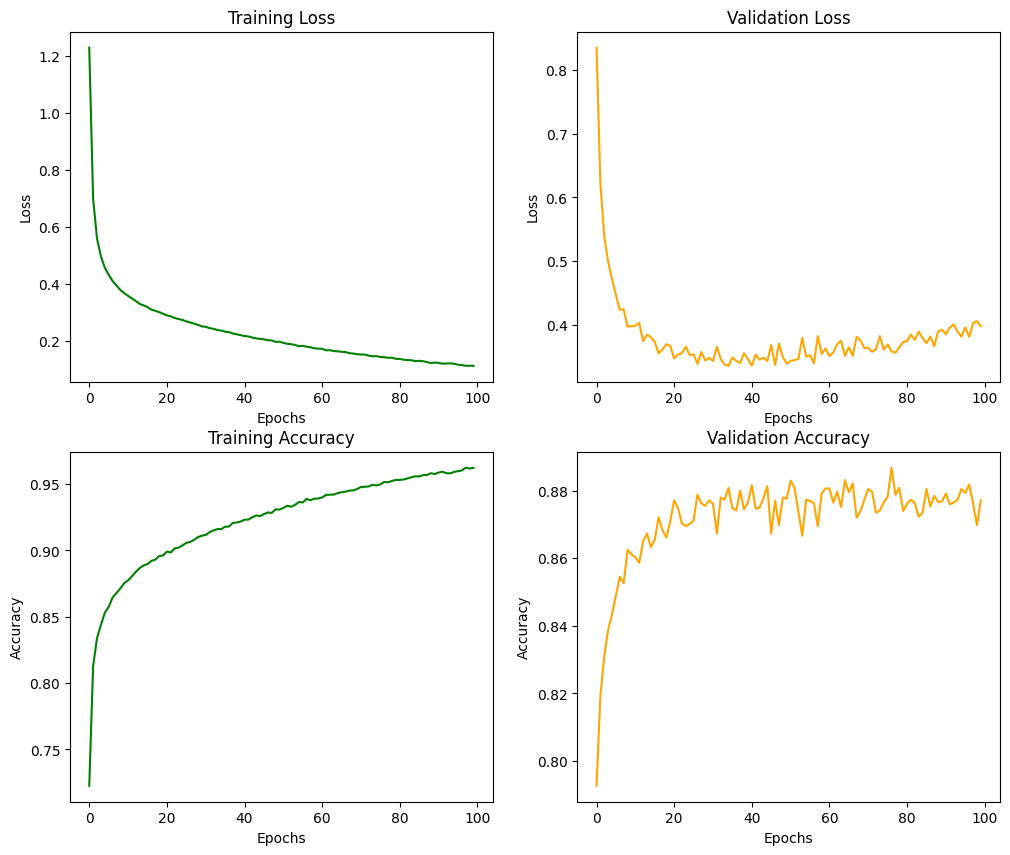 Training Loss
Loss
1.2
1.0
0.8
0.6
0.4
0.2
0 20 40 60 80 100
Epochs
Validation Loss
Loss
0.8
0.7
0.6
0.5
0.4
0 20 40 60 80 100
Epochs
Training Accuracy
Accuracy
0.95
0.90
0.85
0.80
0.75
0 20 40 60 80 100
Epochs
Validation Accuracy
Accuracy
0.88
0.86
0.84
0.82
0.80
0 20 40 60 80 100
Epochs